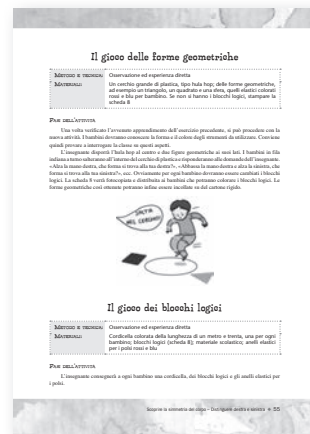 Il gioco delle forme geometriche
METODO E TECNICA: Osservazione ed esperienza diretta
MATERIALI: Un cerchio grande di plastica, tipo hula hop; delle forme geometriche,
ad esempio un triangolo, un quadrato e una sfera, quelli elastici colorati
rossi e blu per bambino. Se non si hanno i blocchi logici, stampare la
scheda 8
FASI DELL'ATTIVITÀ
Una volta verificato l'avvenuto apprendimento dell'esercizio precedente, si può procedere con la
nuova attività. I bambini dovranno conoscere la forma e il colore degli strumenti da utilizzare. Conviene
quindi provare a interrogare la classe su questi aspetti.
L'insegnante disporrà l'hula hop al centro e due figure geometriche ai suoi lati. I bambini in fila
indiana a turno salteranno all'interno del cerchio di plastica e risponderanno alle domande dell'insegnante.
«Alza la mano destra, che forma si trova alla tua destra?», «Abbassa la mano destra e alza la sinistra, che
forma si trova alla tua sinistra?», ecc. Ovviamente per ogni bambino dovranno essere cambiati i blocchi
logici. La scheda 8 verrà fotocopiata e distribuita ai bambini che potranno colorare i blocchi logici. Le
forme geometriche così ottenute potranno infine essere incollate su del cartone rigido.
SALTA
NEL
CERCHIO!
Il gioco dei blocchi logici
METODO E TECNICA: Osservazione ed esperienza diretta
MATERIALI: Cordicella colorata della lunghezza di un metro e trenta, una per ogni
bambino; blocchi logici (scheda 8); materiale scolastico; anelli elastici
per i polsi rossi e blu
FASI DELL'ATTIVITÀ
L'insegnante consegnerà a ogni bambino una cordicella, dei blocchi logici e gli anelli elastici per
i polsi.
Scoprire la simmetria del corpo – Distinguere destra e sinistra 55